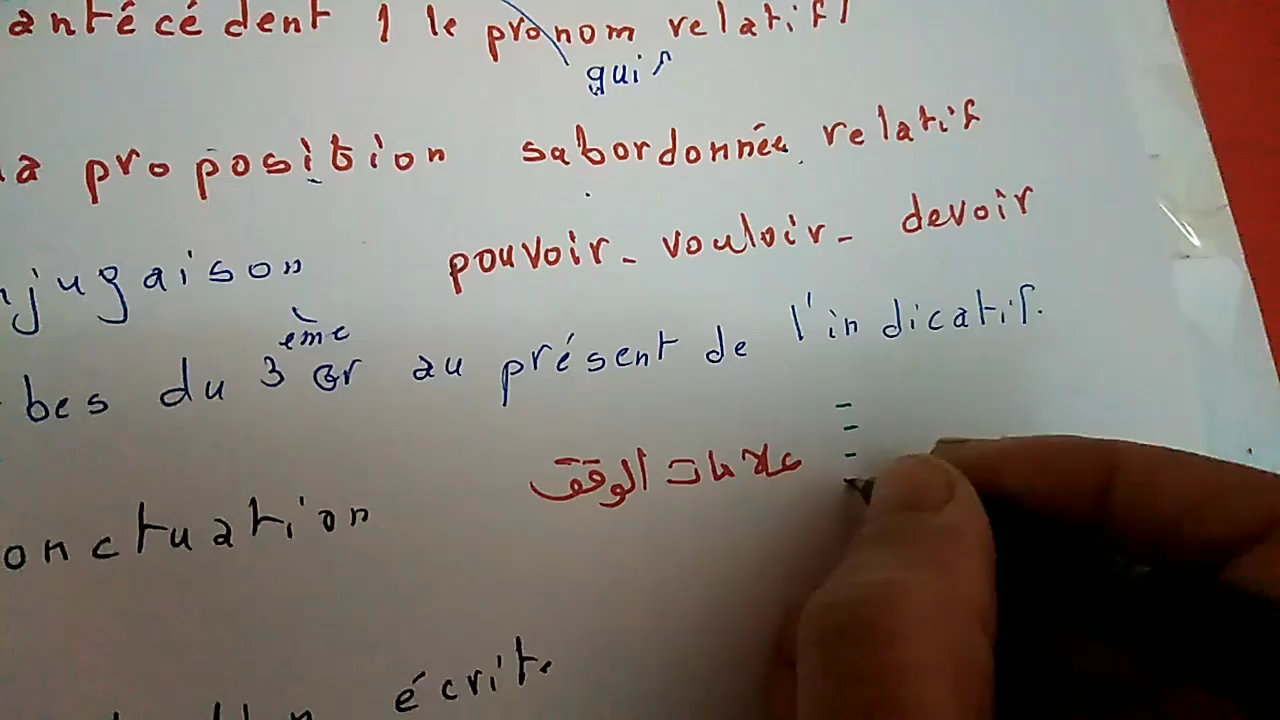 antécédent, le pronom relatif,
qui
a proposition sabordonnée relatif
njugaison pouvoir - vouloir - devoir
bes du 3ème Gr au présent de l'indicatif.
onctuation علامات الوقف
écrit.